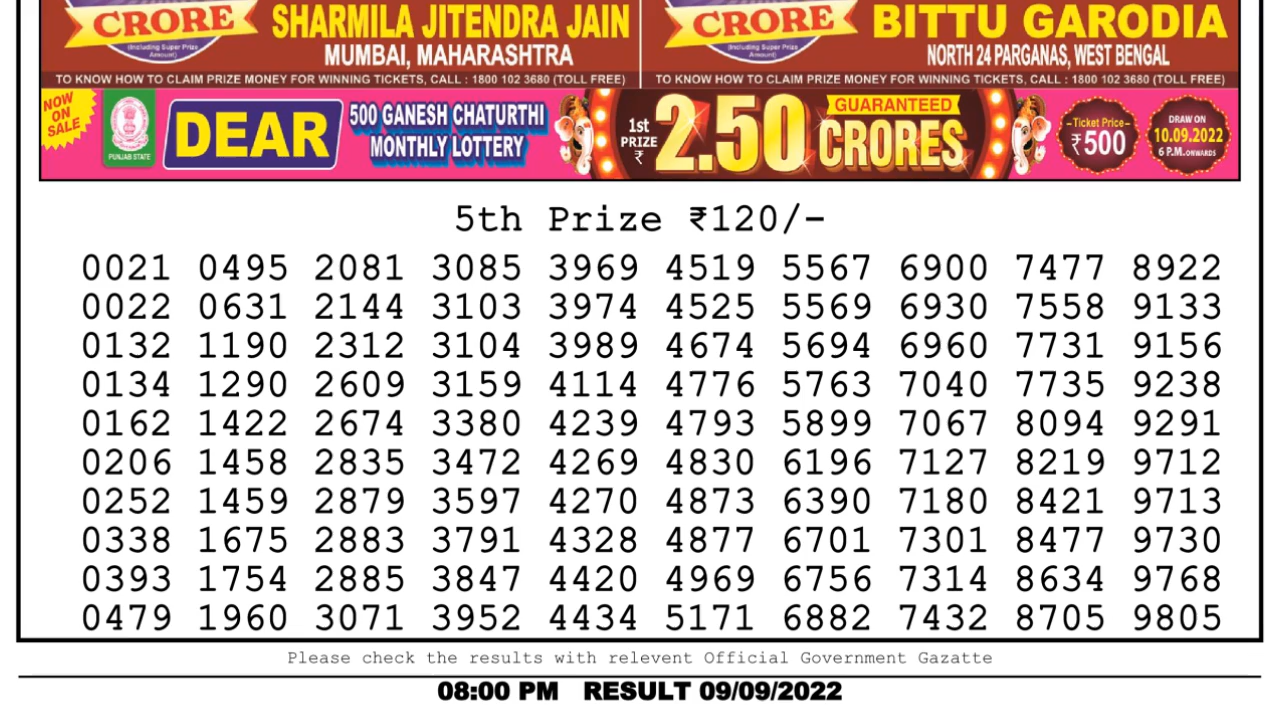 CRORE
(Including Super Prize
Amount)
SHARMILA JITENDRA JAIN
MUMBAI, MAHARASHTRA
TO KNOW HOW TO CLAIM PRIZE MONEY FOR WINNING TICKETS, CALL : 1800 102 3680 (TOLL FREE)
CRORE
(Including Super Prize
Amount)
BITTU GARODIA
NORTH 24 PARGANAS, WEST BENGAL
TO KNOW HOW TO CLAIM PRIZE MONEY FOR WINNING TICKETS, CALL : 1800 102 3680 (TOLL FREE)
NOW
ON
SALE
PUNJAB STATE
DEAR
500 GANESH CHATURTHI
MONTHLY LOTTERY
1st
PRIZE
₹
2.50
GUARANTEED
CRORES
-Ticket Price-
₹500
DRAW ON
10.09.2022
6 P.M. ONWARDS
5th Prize ₹120/-
0021 0495 2081 3085 3969 4519 5567 6900 7477 8922
0022 0631 2144 3103 3974 4525 5569 6930 7558 9133
0132 1190 2312 3104 3989 4674 5694 6960 7731 9156
0134 1290 2609 3159 4114 4776 5763 7040 7735 9238
0162 1422 2674 3380 4239 4793 5899 7067 8094 9291
0206 1458 2835 3472 4269 4830 6196 7127 8219 9712
0252 1459 2879 3597 4270 4873 6390 7180 8421 9713
0338 1675 2883 3791 4328 4877 6701 7301 8477 9730
0393 1754 2885 3847 4420 4969 6756 7314 8634 9768
0479 1960 3071 3952 4434 5171 6882 7432 8705 9805
Please check the results with relevent Official Government Gazatte
08:00 PM RESULT 09/09/2022